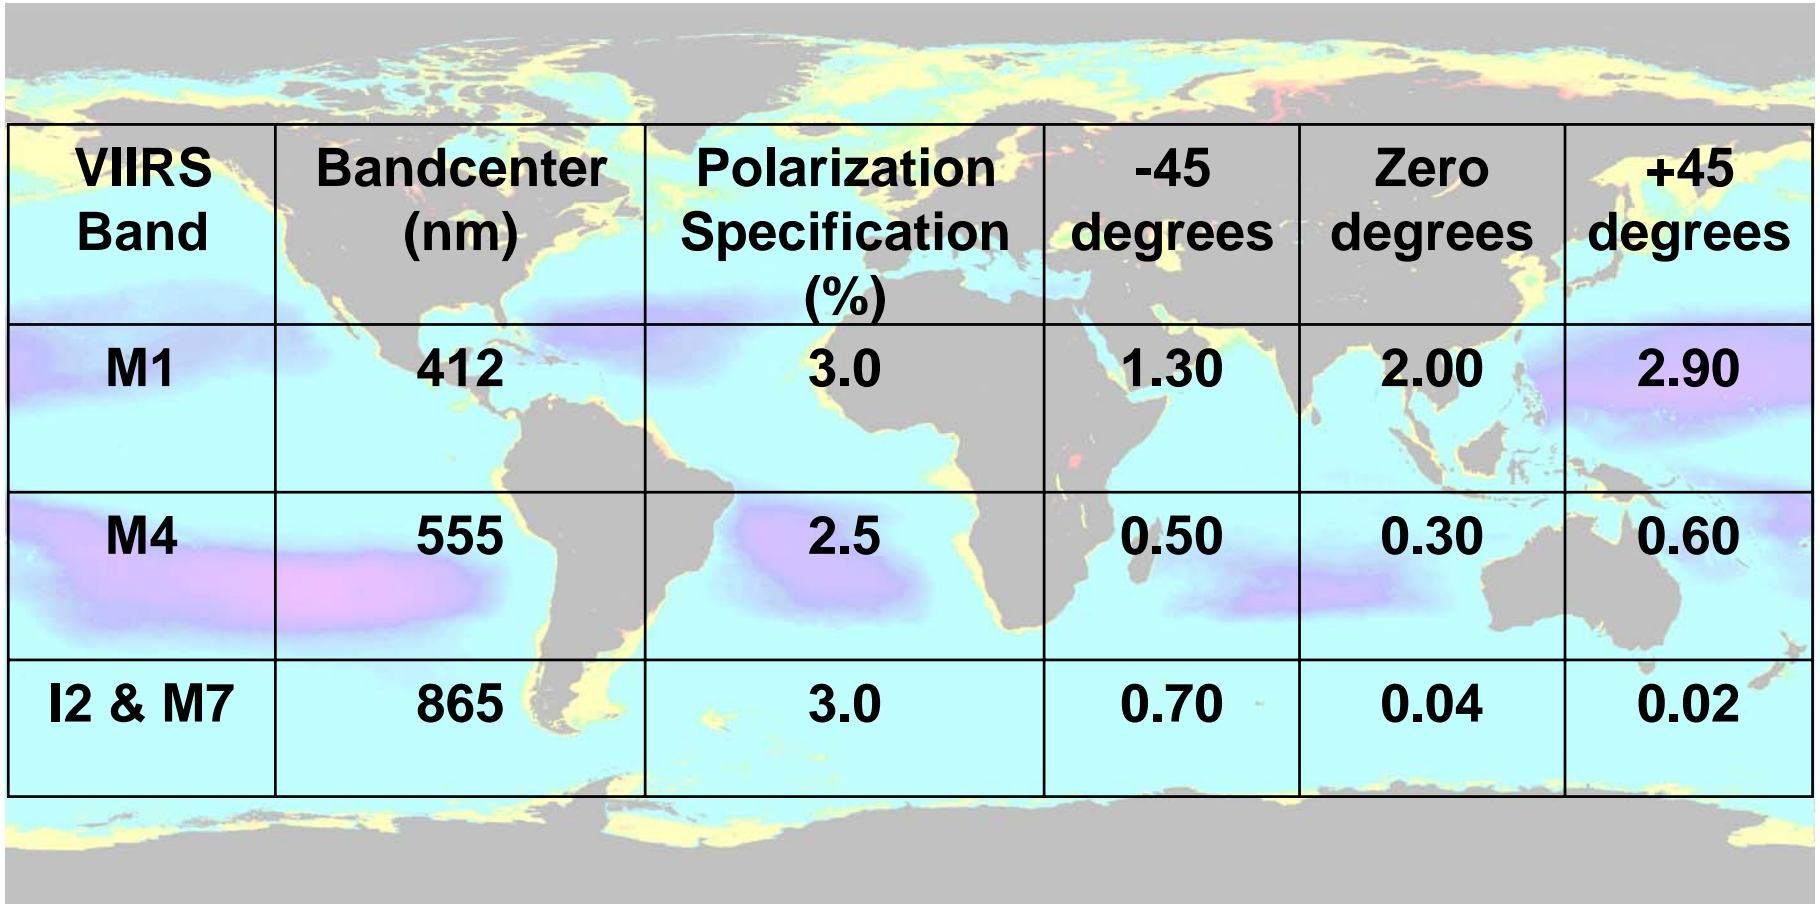 VIIRS Band Bandcenter (nm) Polarization Specification (%) -45 degrees Zero degrees +45 degrees
M1 412 3.0 1.30 2.00 2.90
M4 555 2.5 0.50 0.30 0.60
I2 & M7 865 3.0 0.70 0.04 0.02